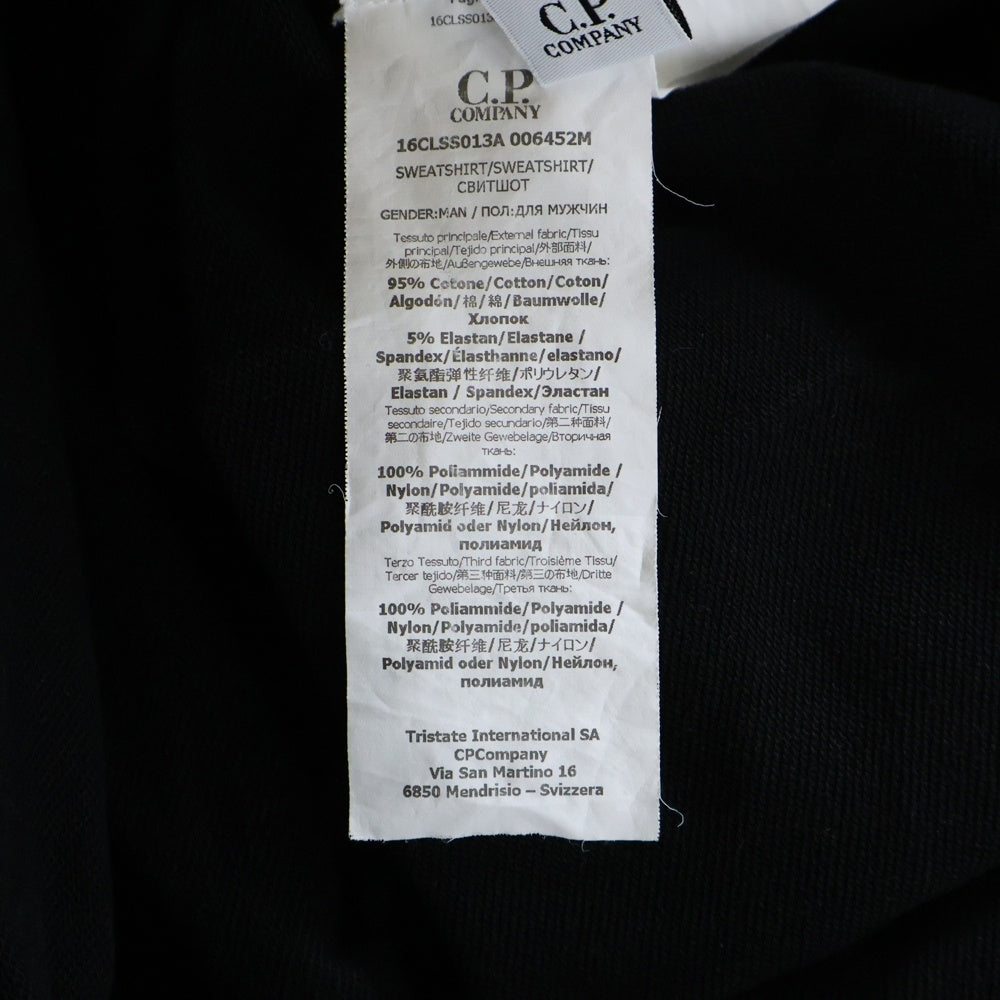 16CLSS013
C.P.
COMPANY
C.P.
COMPANY
16CLSS013A 006452M
SWEATSHIRT/SWEATSHIRT/
СВИТШОТ
GENDER:MAN / ПОЛ:ДЛЯ МУЖЧИН
Tessuto principale/External fabric/Tissu
principal/Tejido principal/外部面料/
外側の布地/Außengewebe/Внешняя ткань:
95% Cotone/Cotton/Coton/
Algodón/棉/綿/Baumwolle/
Хлопок
5% Elastan/Elastane /
Spandex/Élasthanne/elastano/
聚氨酯弹性纤维/ポリウレタン/
Elastan / Spandex/Эластан
Tessuto secondario/Secondary fabric/Tissu
secondaire/Tejido secundario/第二种面料/
第二の布地/Zweite Gewebelage/Вторичная
ткань:
100% Poliammide/Polyamide /
Nylon/Polyamide/poliamida/
聚酰胺纤维/尼龙/ナイロン/
Polyamid oder Nylon/Нейлон,
полиамид
Terzo Tessuto/Third fabric/Troisième Tissu/
Tercer tejido/第三种面料/第三の布地/Dritte
Gewebelage/Третья ткань:
100% Poliammide/Polyamide /
Nylon/Polyamide/poliamida/
聚酰胺纤维/尼龙/ナイロン/
Polyamid oder Nylon/Нейлон,
полиамид
Tristate International SA
CPCompany
Via San Martino 16
6850 Mendrisio – Svizzera